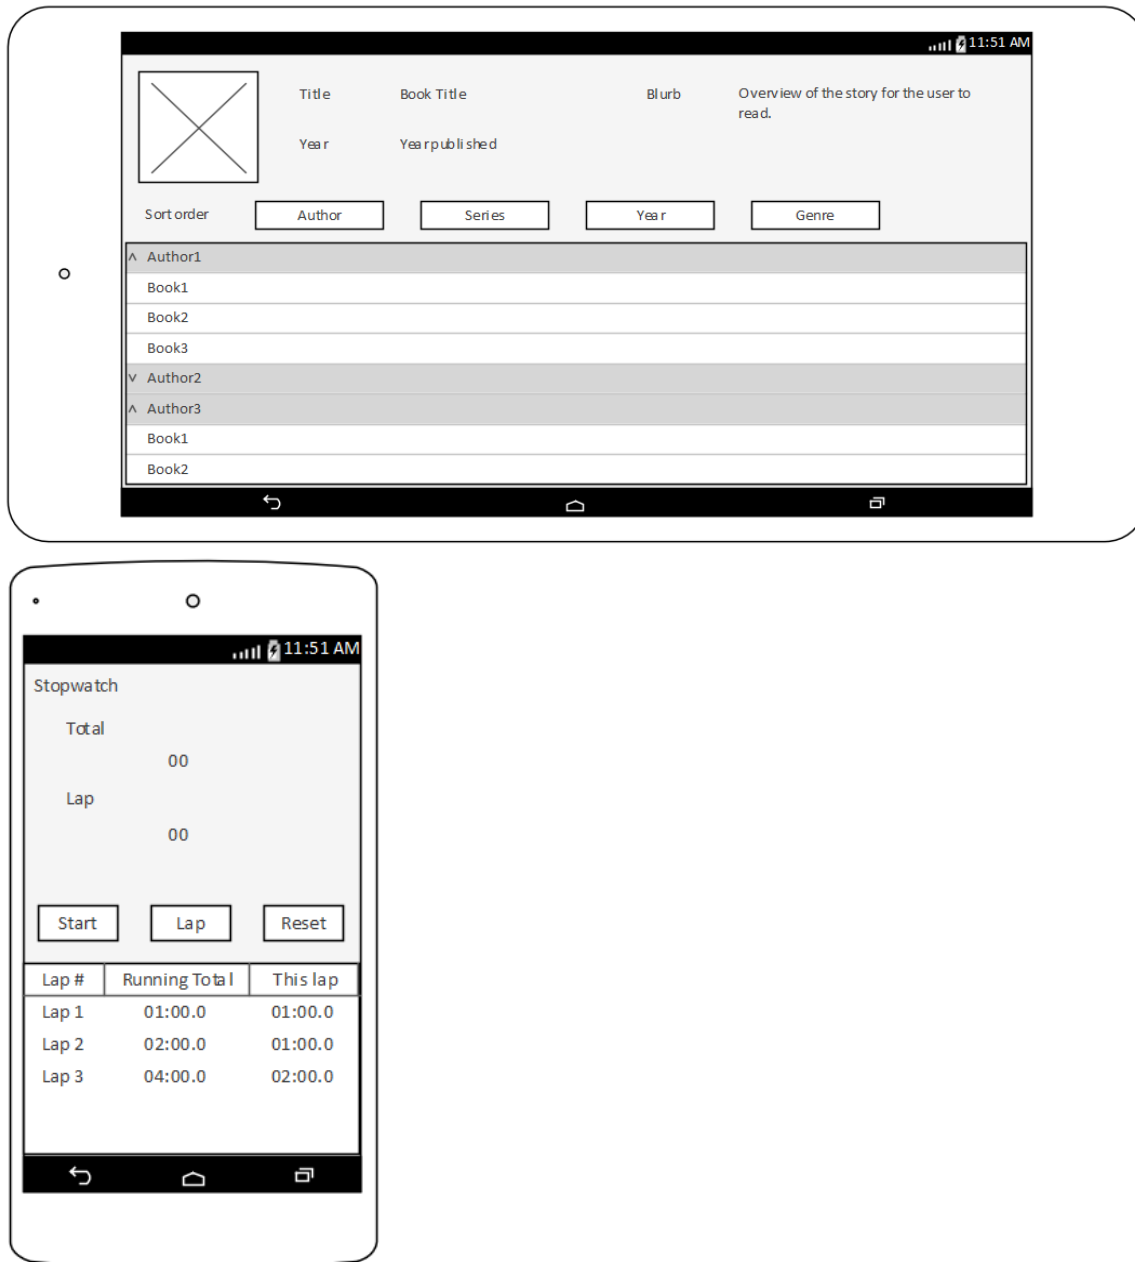 11:51 AM
Title Book Title Blurb Overview of the story for the user to
read.
Year Year published
Sort order Author Series Year Genre
^ Author1
Book1
Book2
Book3
v Author2
^ Author3
Book1
Book2
11:51 AM
Stopwatch
Total
00
Lap
00
Start Lap Reset
Lap # Running Total This lap
Lap 1 01:00.0 01:00.0
Lap 2 02:00.0 01:00.0
Lap 3 04:00.0 02:00.0